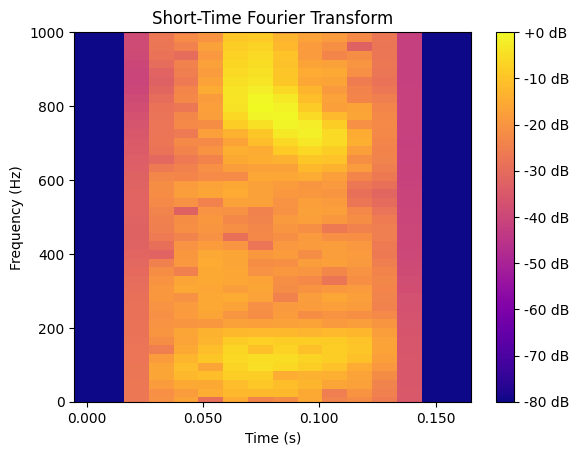 Short-Time Fourier Transform
1000
800
600
400
200
0
Frequency (Hz)
0.000
0.050
0.100
0.150
Time (s)
+0 dB
-10 dB
-20 dB
-30 dB
-40 dB
-50 dB
-60 dB
-70 dB
-80 dB